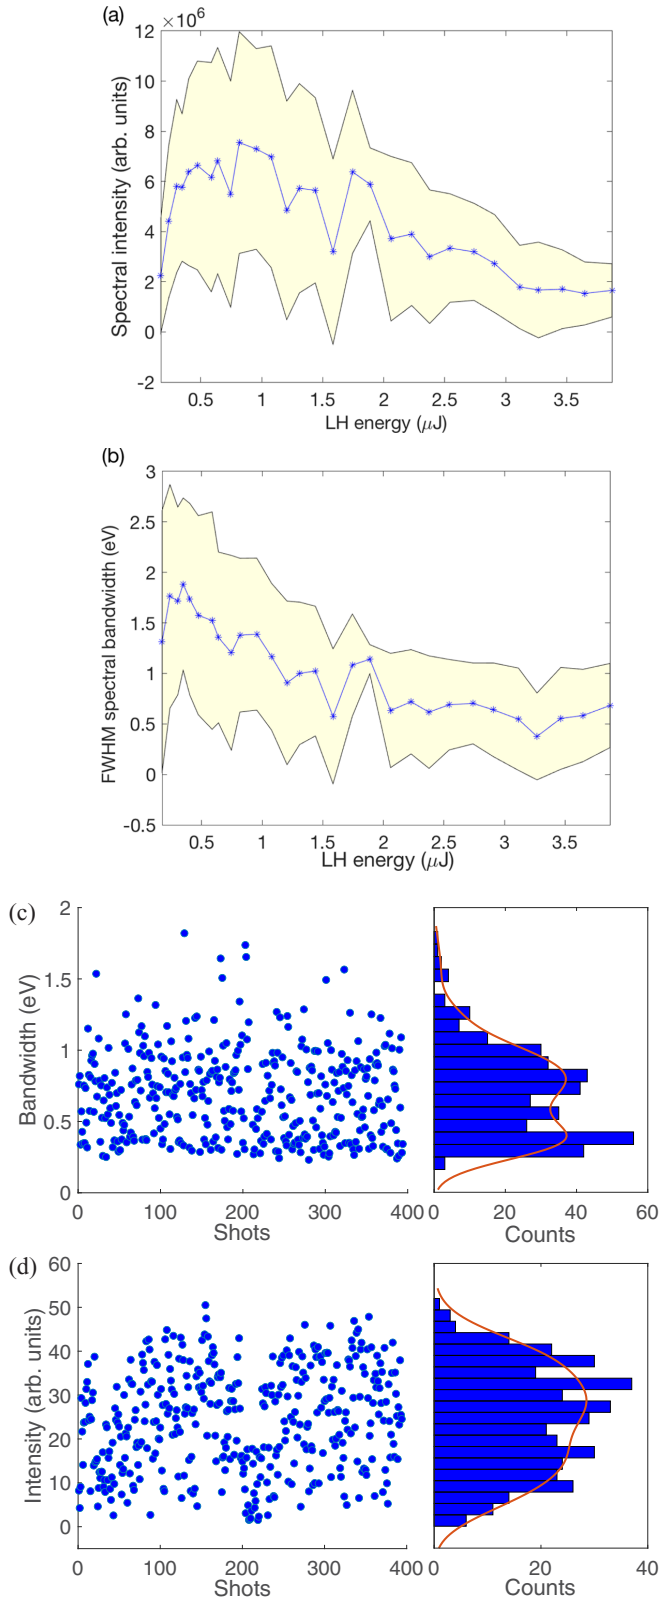 (a)
×10⁶
12
10
8
6
4
2
0
-2
Spectral intensity (arb. units)
0.5 1 1.5 2 2.5 3 3.5
LH energy (μJ)
(b)
3
2.5
2
1.5
1
0.5
0
-0.5
FWHM spectral bandwidth (eV)
0.5 1 1.5 2 2.5 3 3.5
LH energy (μJ)
(c)
2
1.5
1
0.5
0
Bandwidth (eV)
0 100 200 300 400
Shots
0 20 40 60
Counts
(d)
60
50
40
30
20
10
0
Intensity (arb. units)
0 100 200 300 400
Shots
0 20 40
Counts